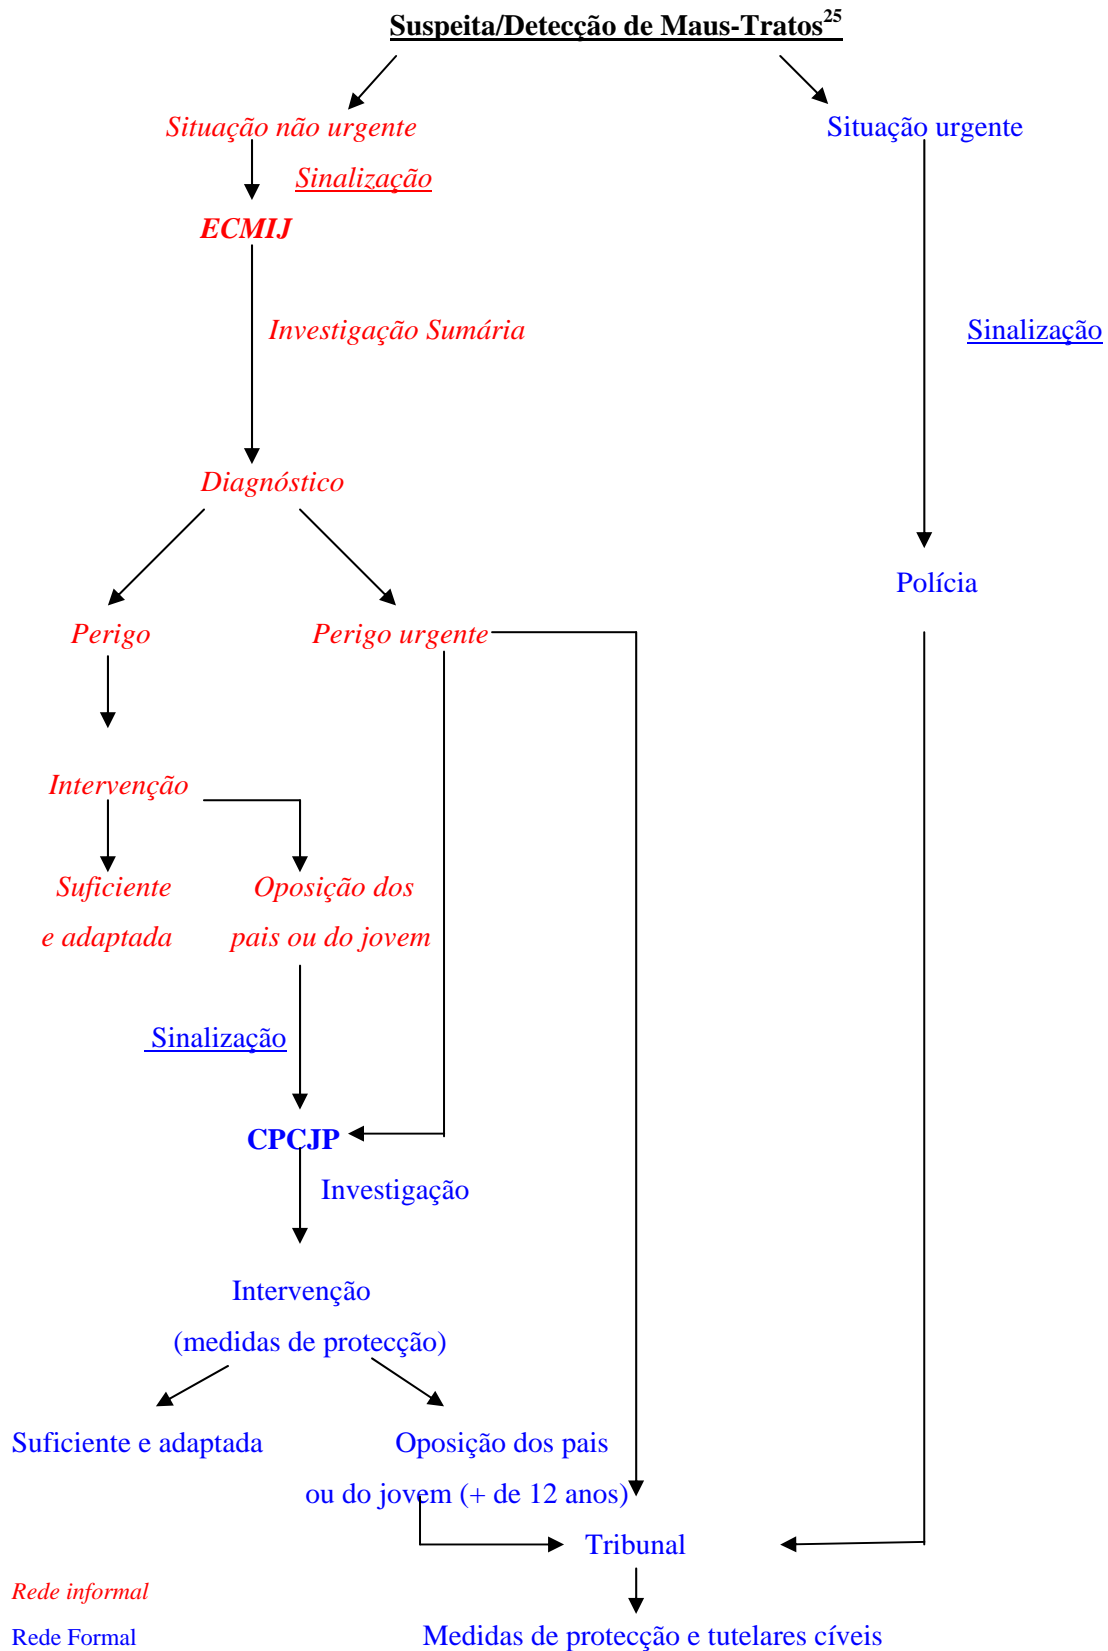 Suspeita/Detecção de Maus-Tratos25
Situação não urgente
Situação urgente
Sinalização
ECMIJ
Investigação Sumária
Sinalização
Diagnóstico
Polícia
Perigo
Perigo urgente
Intervenção
Suficiente
e adaptada
Oposição dos
pais ou do jovem
Sinalização
CPCJP
Investigação
Intervenção
(medidas de protecção)
Suficiente e adaptada
Oposição dos pais
ou do jovem (+ de 12 anos)
Tribunal
Rede informal
Rede Formal
Medidas de protecção e tutelares cíveis